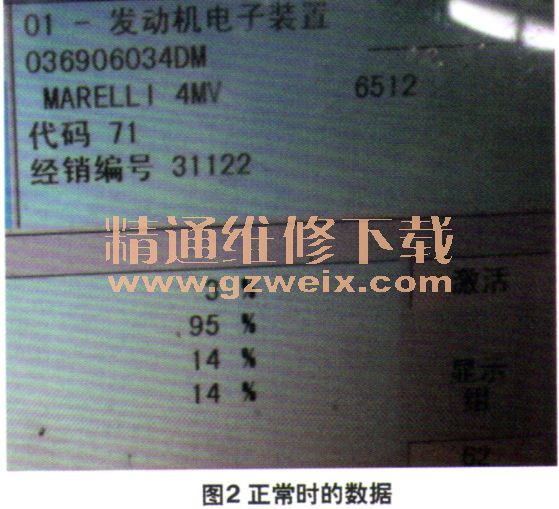 01 - 发动机电子装置
036906034DM
MARELLI 4MV 6512
代码 71
经销编号 31122
精通维修下载
www.gzweix.com
3 %
激活
95 %
14 %
显示
14 %
组
62
图2 正常时的数据